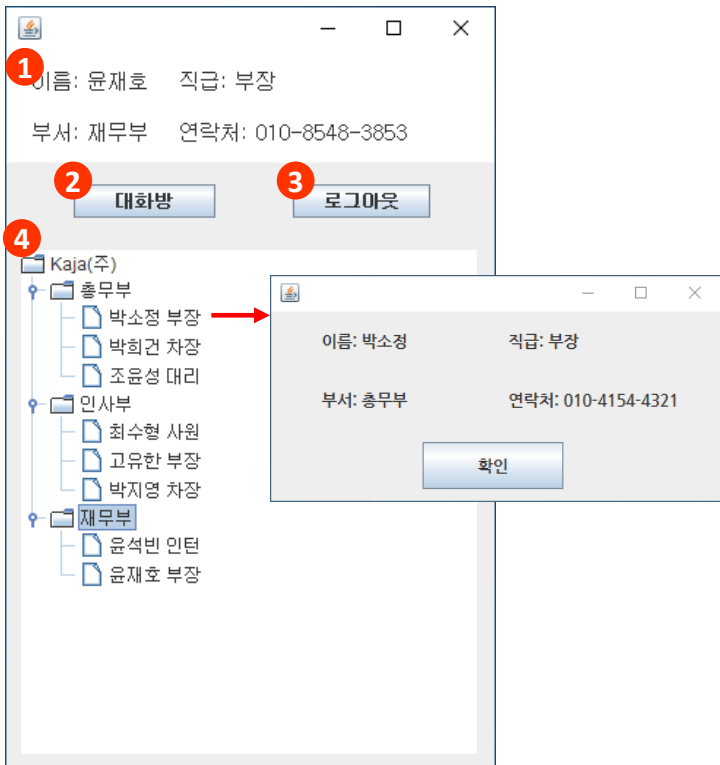 1
이름: 윤재호 직급: 부장
부서: 재무부 연락처: 010-8548-3853
2 대화방
3 로그아웃
4
Kaja(주)
총무부
박소정 부장
박희건 차장
조윤성 대리
인사부
최수형 사원
고유한 부장
박지영 차장
재무부
윤석빈 인턴
윤재호 부장
이름: 박소정 직급: 부장
부서: 총무부 연락처: 010-4154-4321
확인